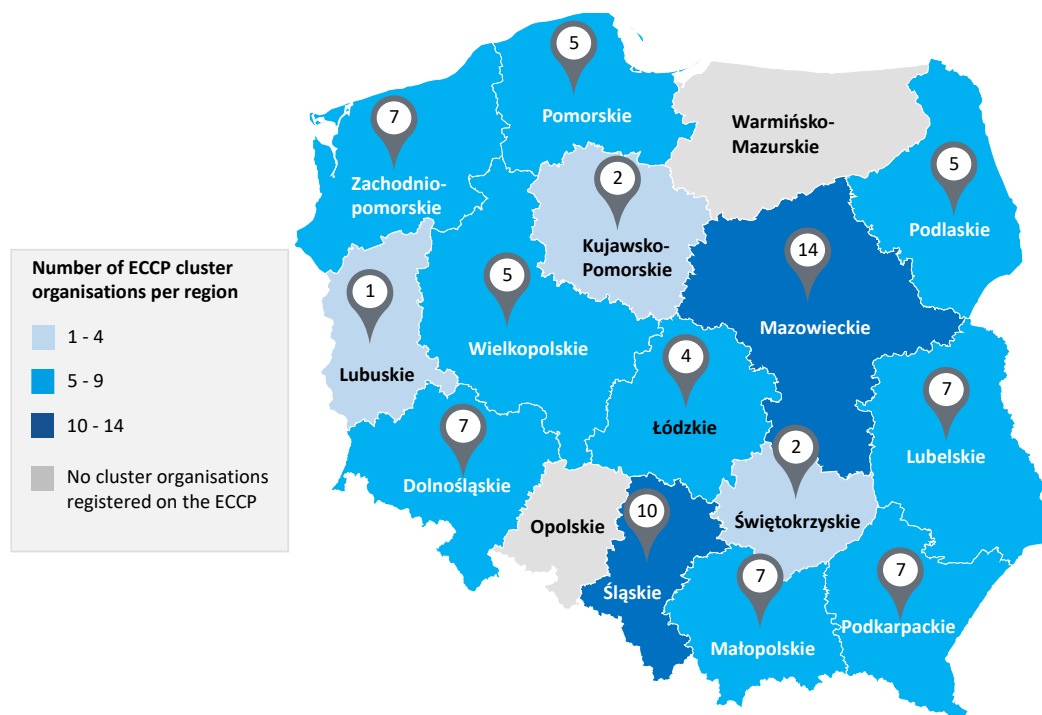 5
Pomorskie
7
Zachodnio-
pomorskie
Warmińsko-
Mazurskie
5
Podlaskie
2
Kujawsko-
Pomorskie
14
Mazowieckie
Number of ECCP cluster
organisations per region
1 - 4
5 - 9
10 - 14
No cluster organisations
registered on the ECCP
1
Lubuskie
5
Wielkopolskie
4
Łódzkie
7
Lubelskie
7
Dolnośląskie
2
Świętokrzyskie
Opolskie
10
Śląskie
7
Małopolskie
7
Podkarpackie